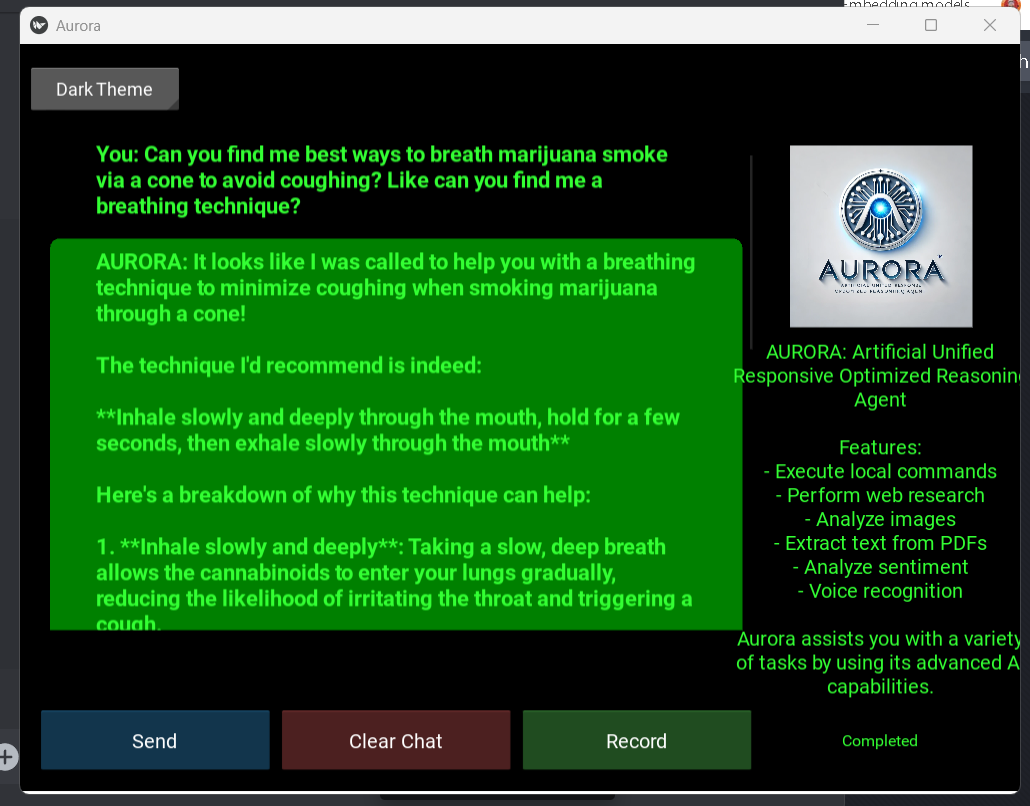 Aurora
Dark Theme
You: Can you find me best ways to breath marijuana smoke
via a cone to avoid coughing? Like can you find me a
breathing technique?
AURORA: It looks like I was called to help you with a breathing
technique to minimize coughing when smoking marijuana
through a cone!
The technique I'd recommend is indeed:
**Inhale slowly and deeply through the mouth, hold for a few
seconds, then exhale slowly through the mouth**
Here's a breakdown of why this technique can help:
1. **Inhale slowly and deeply**: Taking a slow, deep breath
allows the cannabinoids to enter your lungs gradually,
reducing the likelihood of irritating the throat and triggering a
cough.
Send
Clear Chat
Record
AURORA
AURORA: Artificial Unified
Responsive Optimized Reasoning
Agent
Features:
- Execute local commands
- Perform web research
- Analyze images
- Extract text from PDFs
- Analyze sentiment
- Voice recognition
Aurora assists you with a variety
of tasks by using its advanced A
capabilities.
Completed